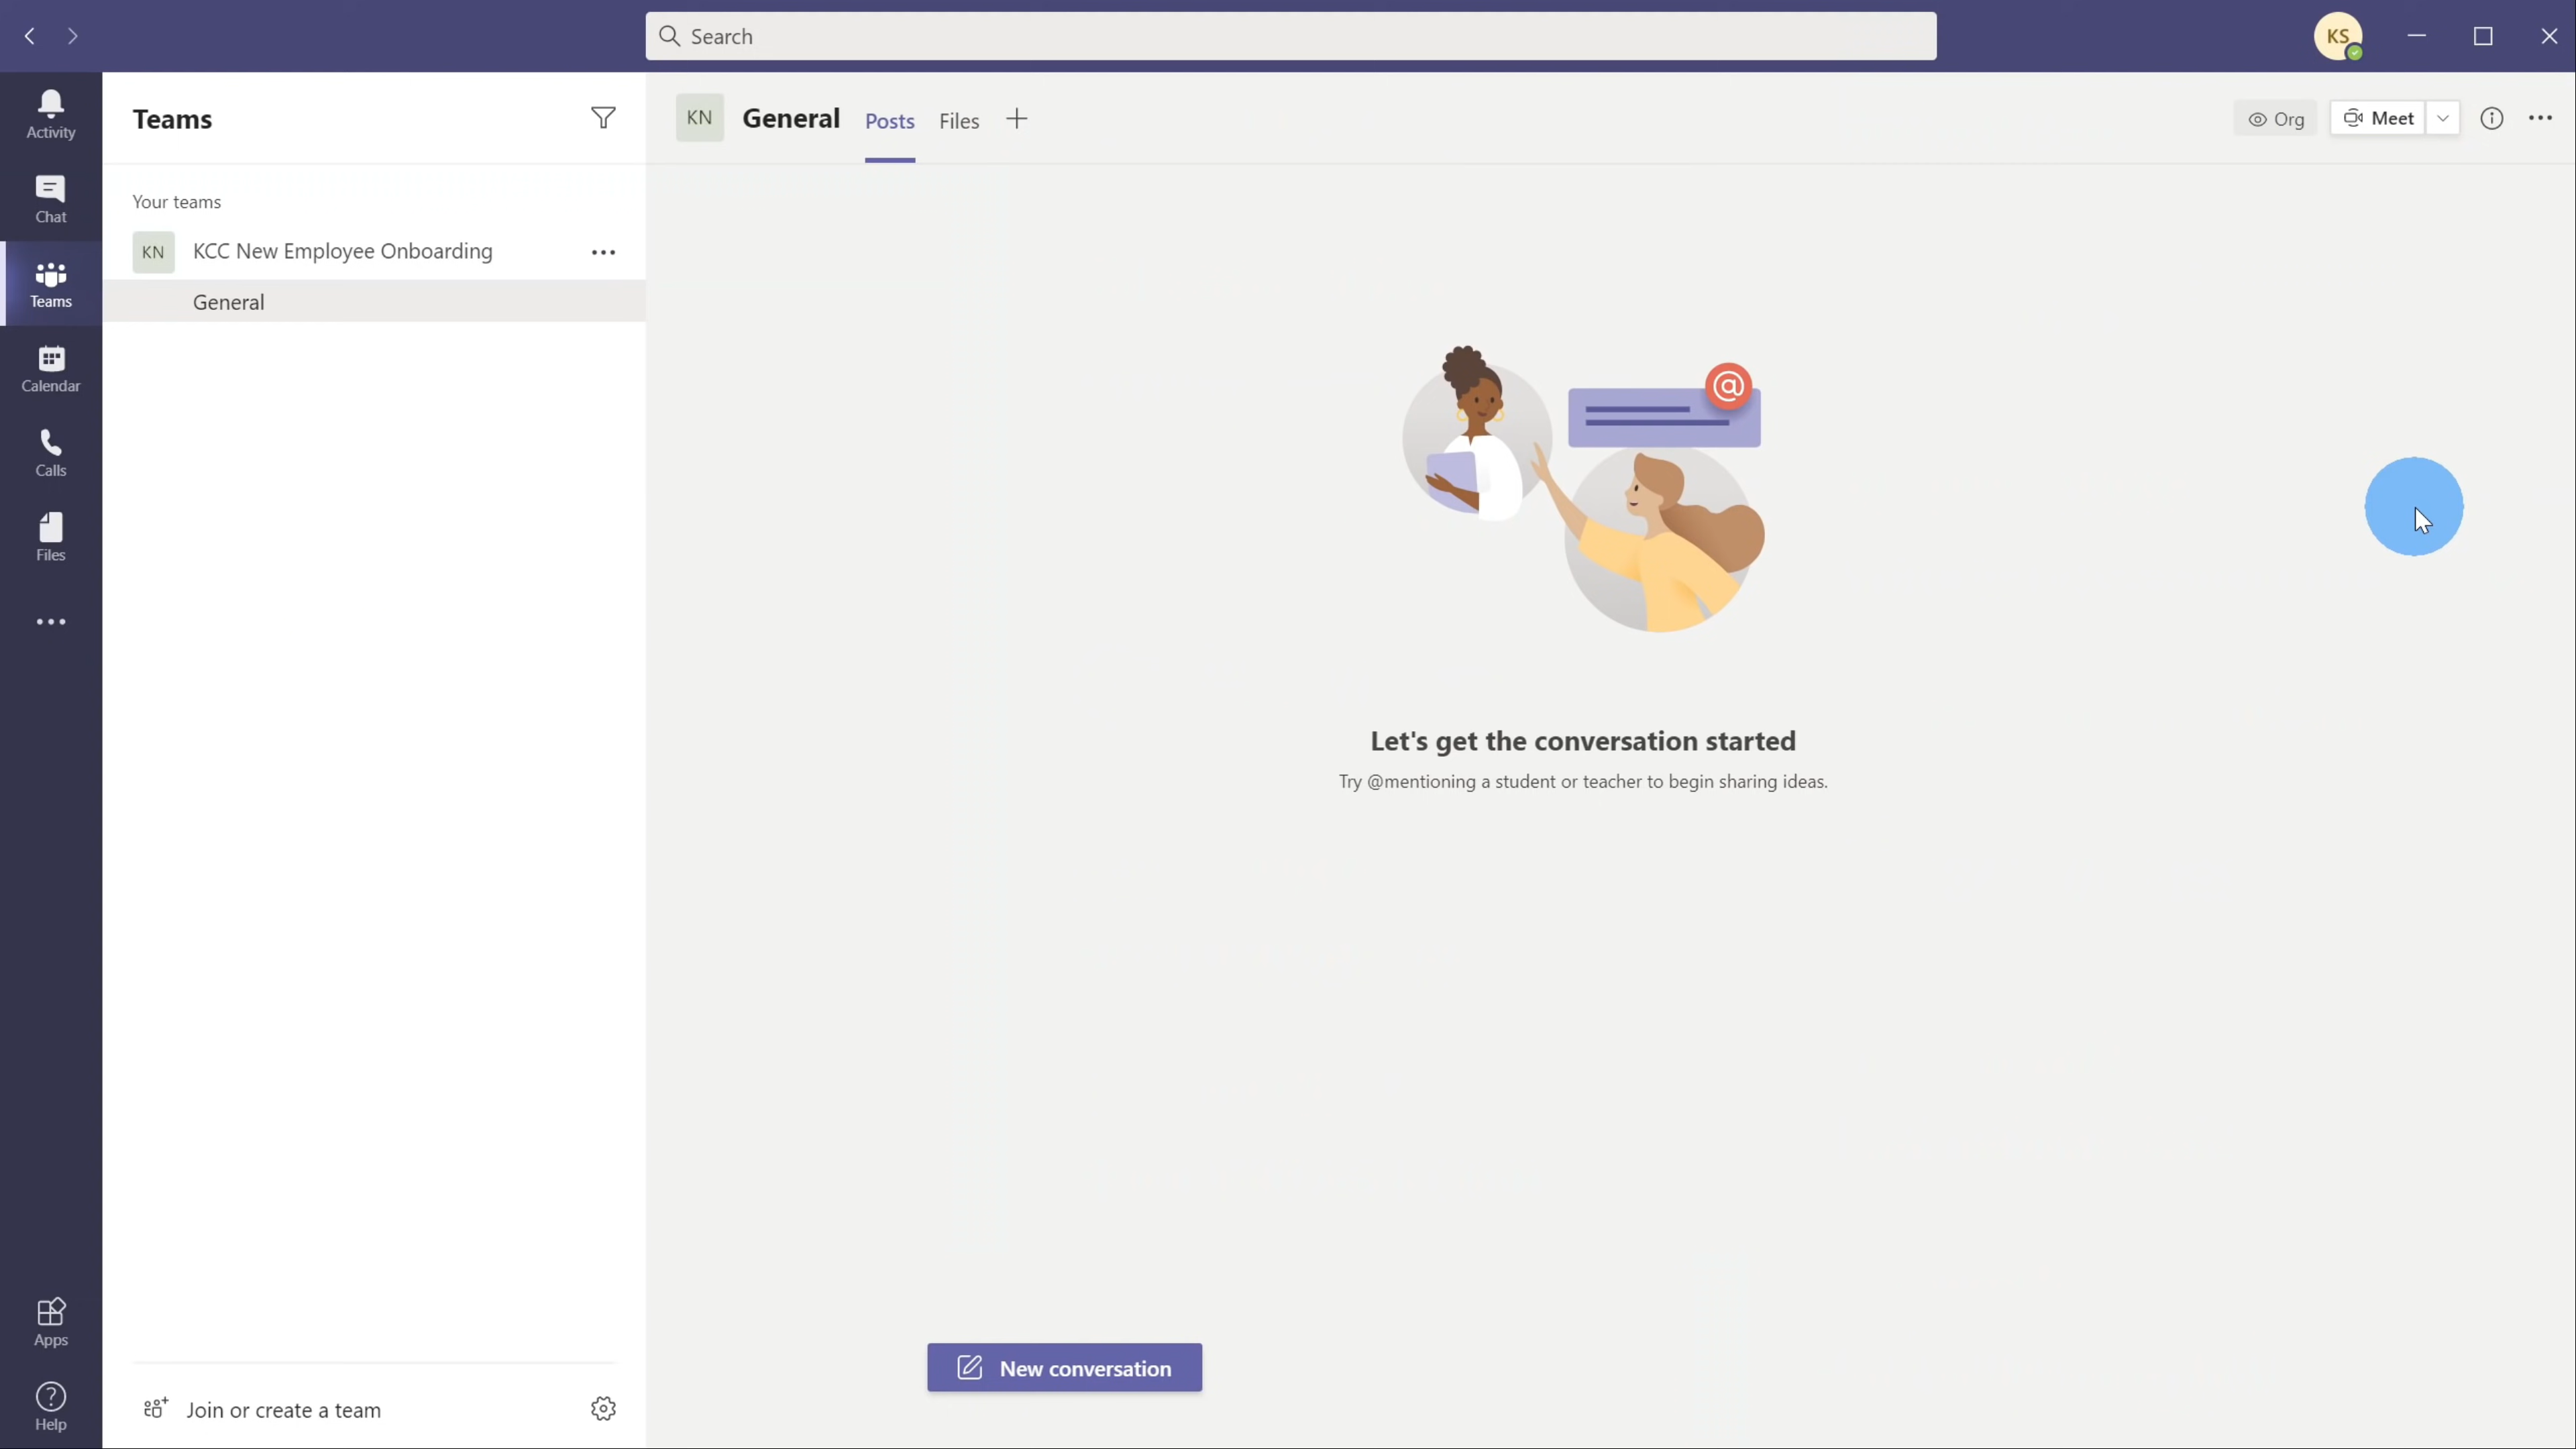 Search
KS
Activity
Chat
Teams
Calendar
Calls
Files
Apps
Help
Teams
Your teams
KN KCC New Employee Onboarding
General
Join or create a team
KN General Posts Files
Org Meet
@
Let's get the conversation started
Try @mentioning a student or teacher to begin sharing ideas.
New conversation